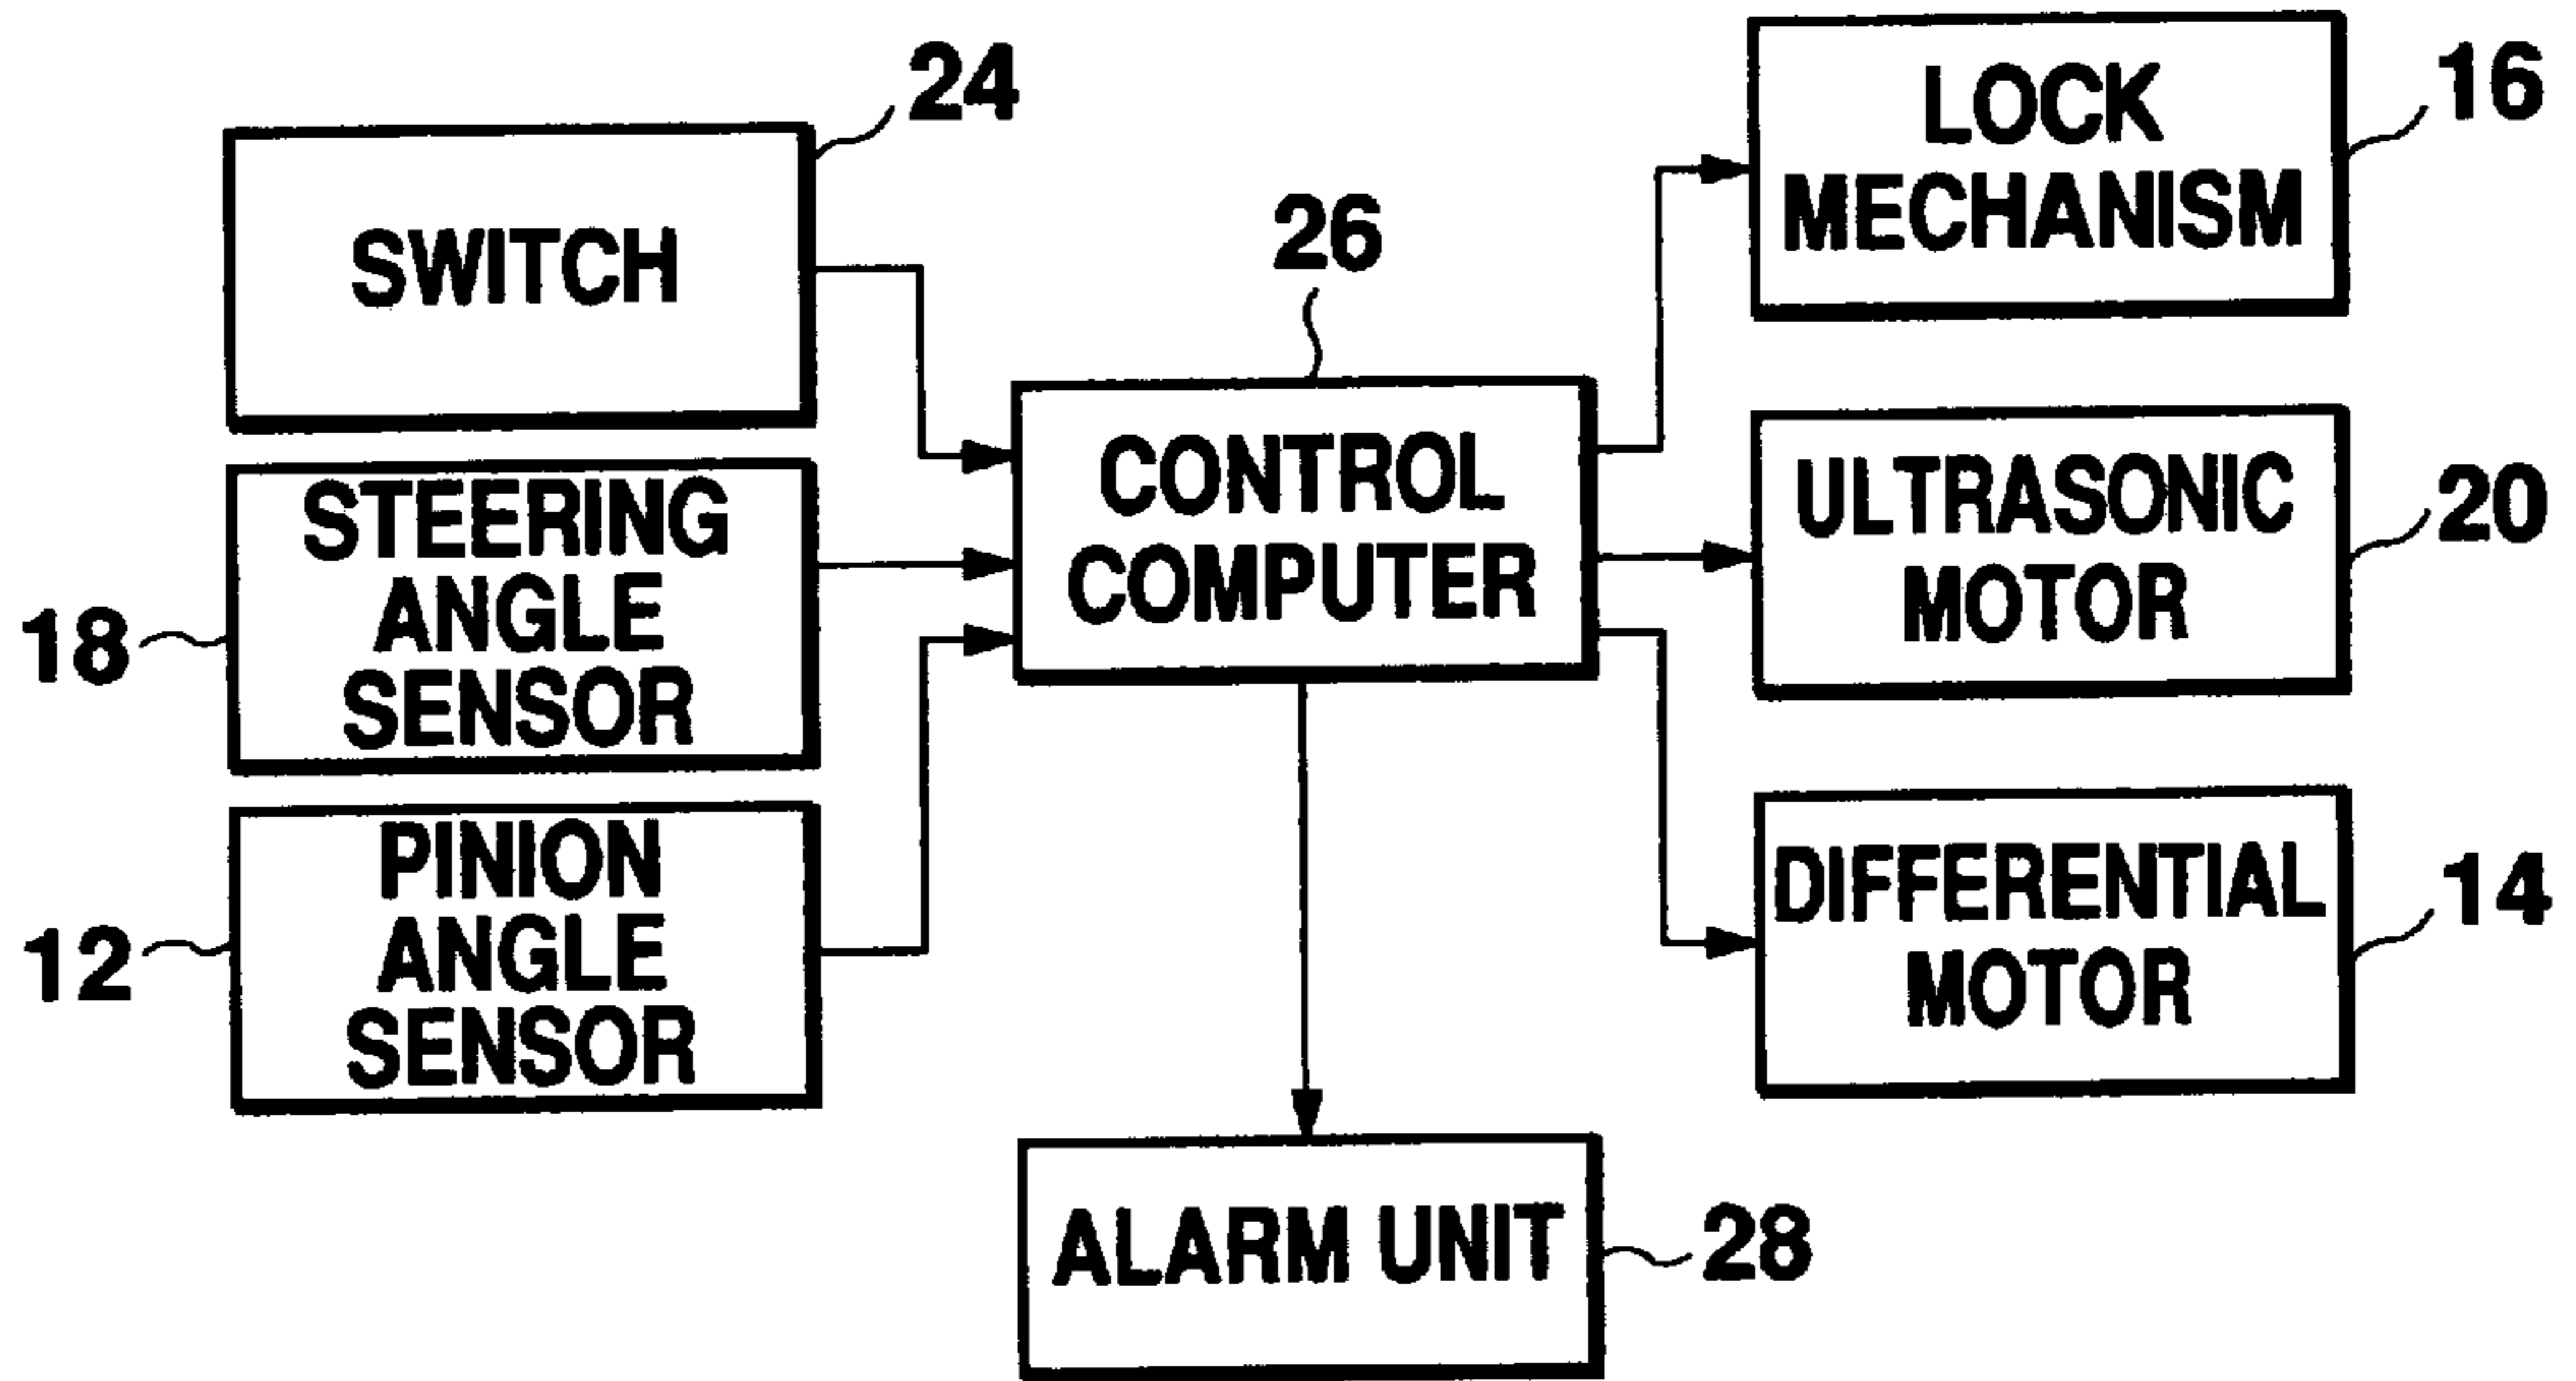 24
SWITCH
18
STEERING
ANGLE
SENSOR
12
PINION
ANGLE
SENSOR
26
CONTROL
COMPUTER
LOCK
MECHANISM
16
ULTRASONIC
MOTOR
20
DIFFERENTIAL
MOTOR
14
ALARM UNIT
28